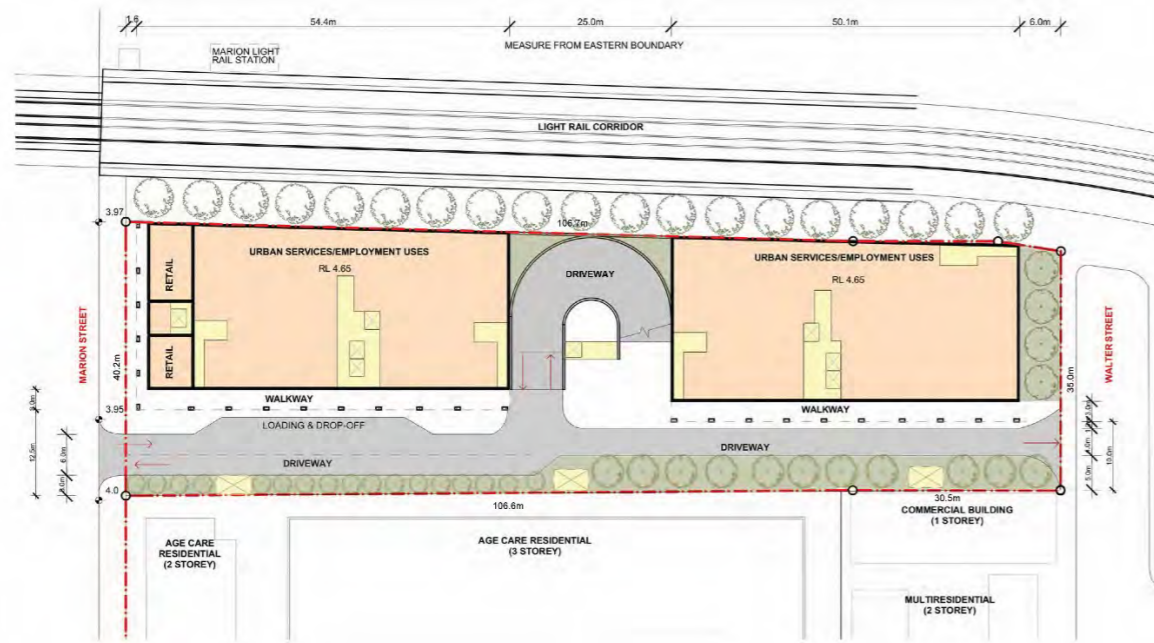 1.6
54.4m
25.0m
50.1m
6.0m
MEASURE FROM EASTERN BOUNDARY
MARION LIGHT
RAIL STATION
LIGHT RAIL CORRIDOR
3.97
106.7m
URBAN SERVICES/EMPLOYMENT USES
RL 4.65
RETAIL
RETAIL
DRIVEWAY
URBAN SERVICES/EMPLOYMENT USES
RL 4.65
MARION STREET
40.2m
WALTER STREET
35.0m
WALKWAY
WALKWAY
3.95
LOADING & DROP-OFF
DRIVEWAY
DRIVEWAY
12.5m
6.0m
10.0m
5.0m
4.0
106.6m
30.5m
COMMERCIAL BUILDING
(1 STOREY)
AGE CARE
RESIDENTIAL
(2 STOREY)
AGE CARE RESIDENTIAL
(3 STOREY)
MULTIRESIDENTIAL
(2 STOREY)